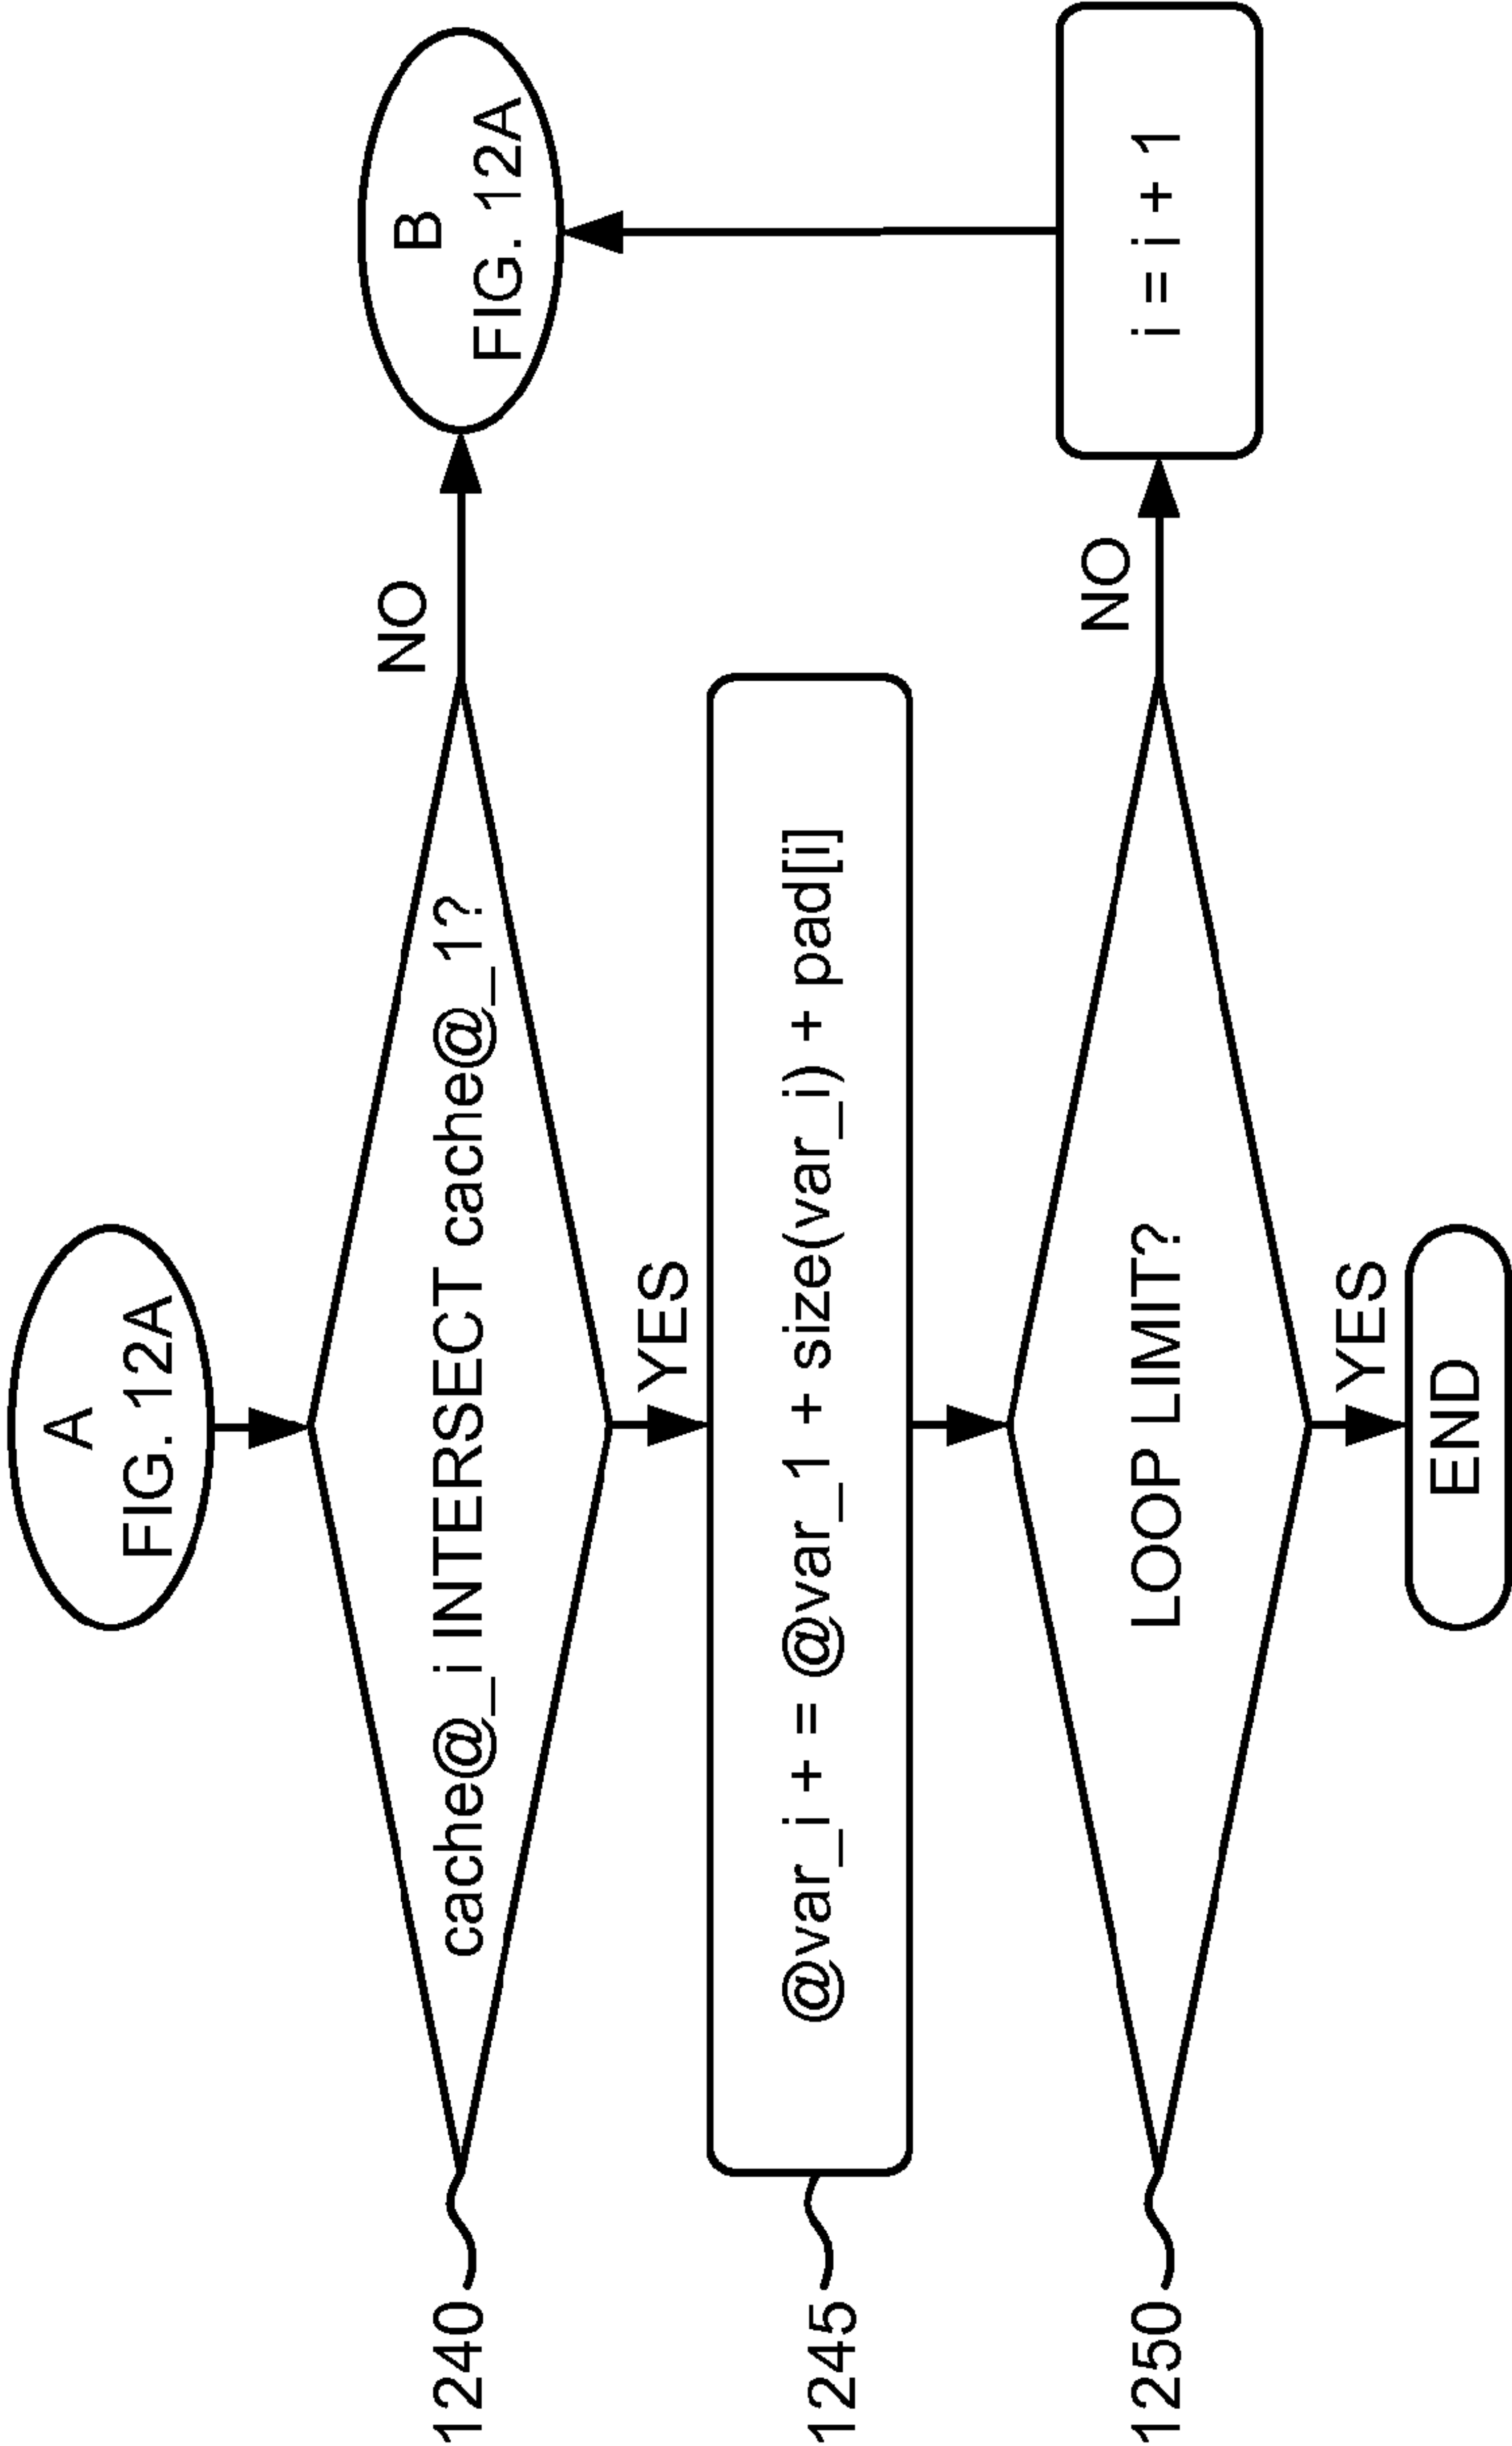 A
FIG. 12A
1240
cache@_i INTERSECT cache@_1?
NO
B
FIG. 12A
YES
1245
@var_i + = @var_1 + size(var_i) + pad[i]
1250
LOOP LIMIT?
NO
i = i + 1
YES
END